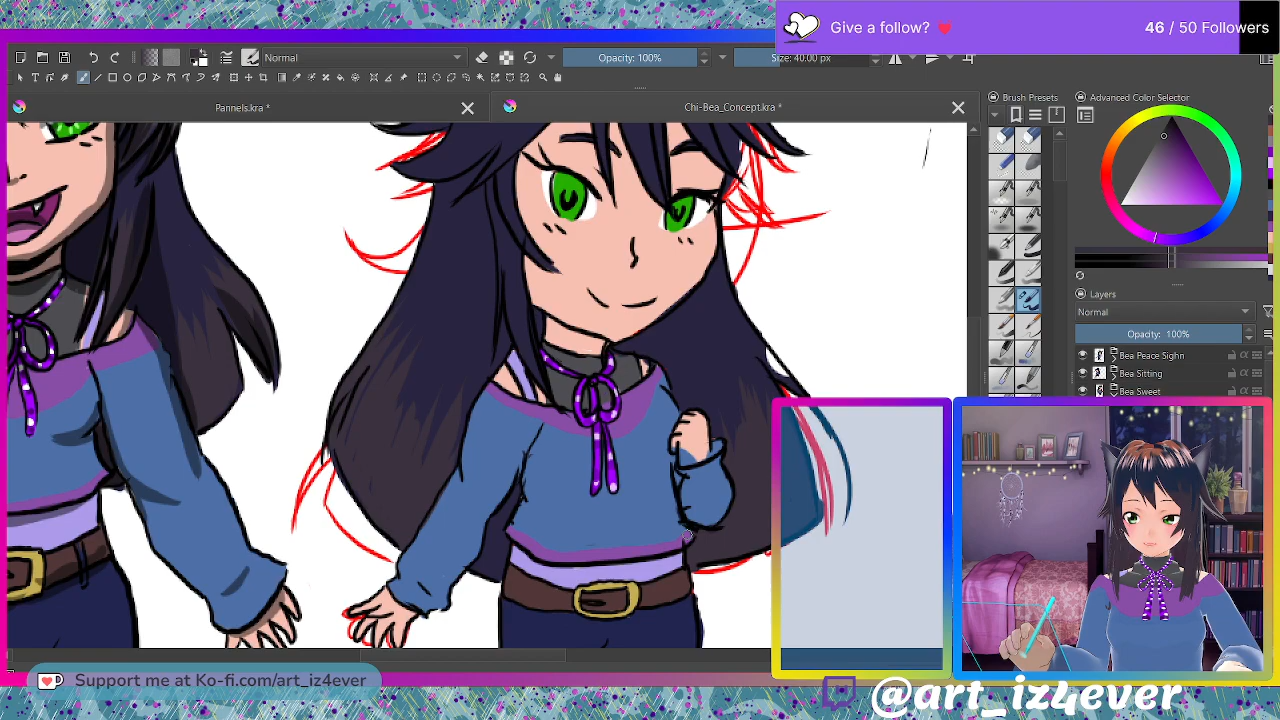 Give a follow?
46 / 50 Followers
Normal
Opacity: 100%
Size: 40.00 px
Pannels.kra *
Chi-Bea_Concept.kra *
Brush Presets
Advanced Color Selector
Layers
Normal
Opacity: 100%
Bea Peace Sighn
Bea Sitting
Bea Sweet
Support me at Ko-fi.com/art_iz4ever
@art_iz4ever